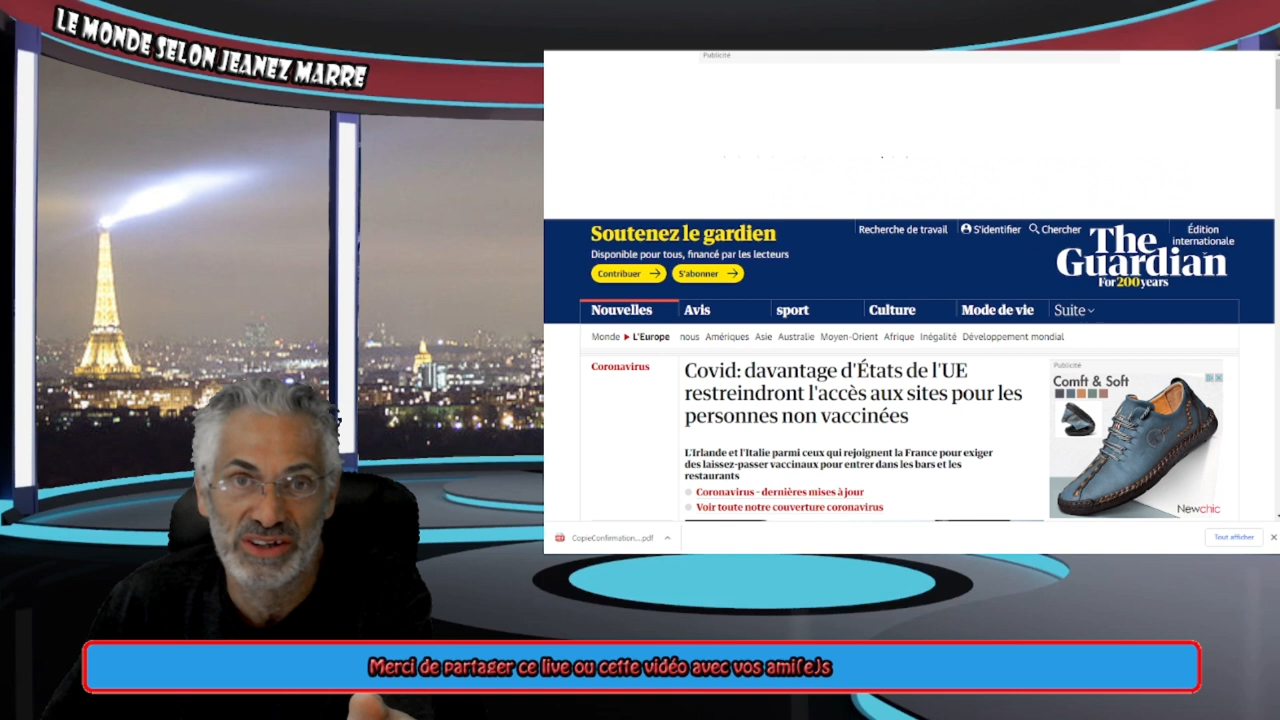 LE MONDE SELON JEANEZ MARRE
Publicité
Soutenez le gardien
Disponible pour tous, financé par les lecteurs
Contribuer
S'abonner
Recherche de travail
S'identifier
Chercher
Édition
internationale
The
Guardian
For 200 years
Nouvelles
Avis
sport
Culture
Mode de vie
Suite
Monde
L'Europe
nous
Amériques
Asie
Australie
Moyen-Orient
Afrique
Inégalité
Développement mondial
Coronavirus
Covid: davantage d'États de l'UE
restreindront l'accès aux sites pour les
personnes non vaccinées
L'Irlande et l'Italie parmi ceux qui rejoignent la France pour exiger
des laissez-passer vaccinaux pour entrer dans les bars et les
restaurants
Coronavirus - dernières mises à jour
Voir toute notre couverture coronavirus
Publicité
Comft & Soft
Newchic
CopieConfirmation....pdf
Tout afficher
Merci de partager ce live ou cette vidéo avec vos ami(e)s